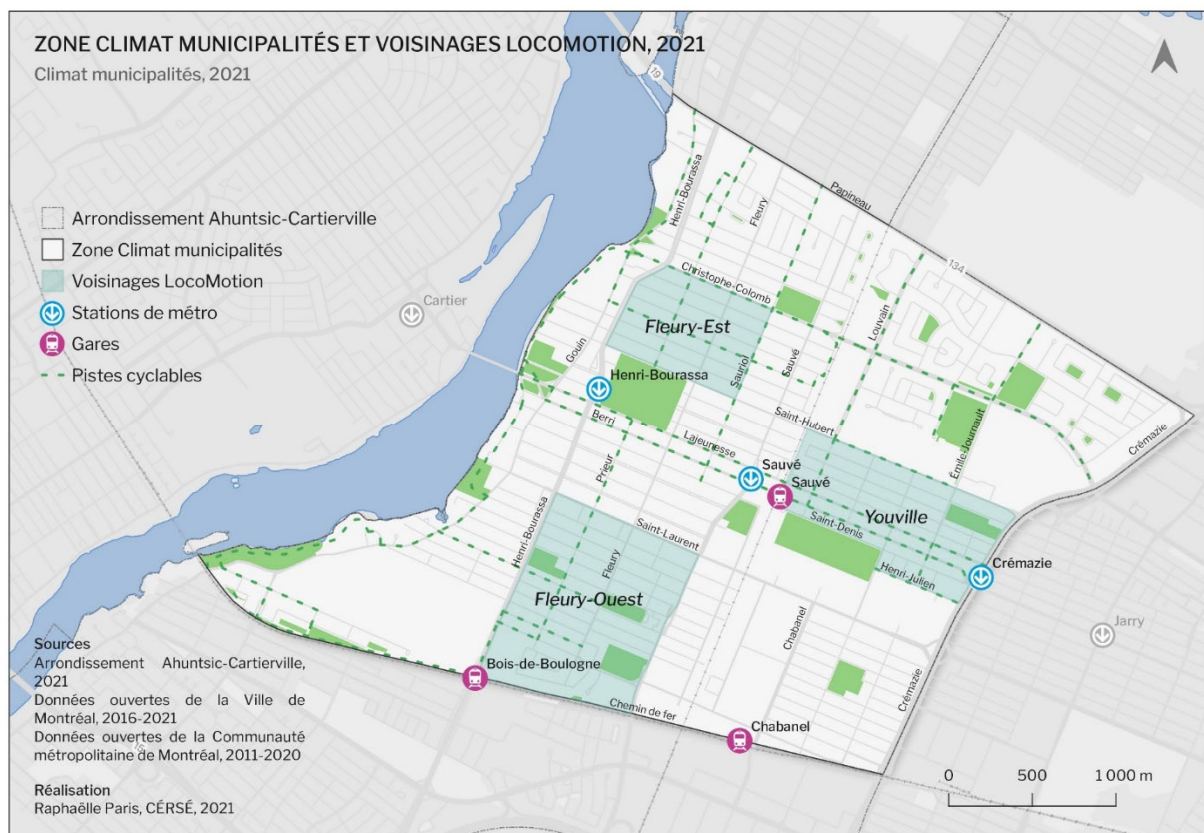 ZONE CLIMAT MUNICIPALITÉS ET VOISINAGES LOCOMOTION, 2021
Climat municipalités, 2021
Arrondissement Ahuntsic-Cartierville
Zone Climat municipalités
Voisinages LocoMotion
Stations de métro
Gares
Pistes cyclables
19
Papineau
Henri-Bourassa
Fleury
134
Cartier
Christophe-Colomb
Louvain
Fleury-Est
Gouin
Sauvé
Sauriol
Henri-Bourassa
Saint-Hubert
Émile-Journault
Crémazie
Berri
Lajeunesse
Sauvé
Sauvé
Prieur
Youville
Saint-Denis
Henri-Bourassa
Saint-Laurent
Henri-Julien
Crémazie
Fleury
Fleury-Ouest
Chabanel
Jarry
Bois-de-Boulogne
Crémazie
Chemin de fer
Chabanel
15
Sources
Arrondissement Ahuntsic-Cartierville,
2021
Données ouvertes de la Ville de
Montréal, 2016-2021
Données ouvertes de la Communauté
métropolitaine de Montréal, 2011-2020
Réalisation
Raphaëlle Paris, CÉRSÉ, 2021
0 500 1 000 m